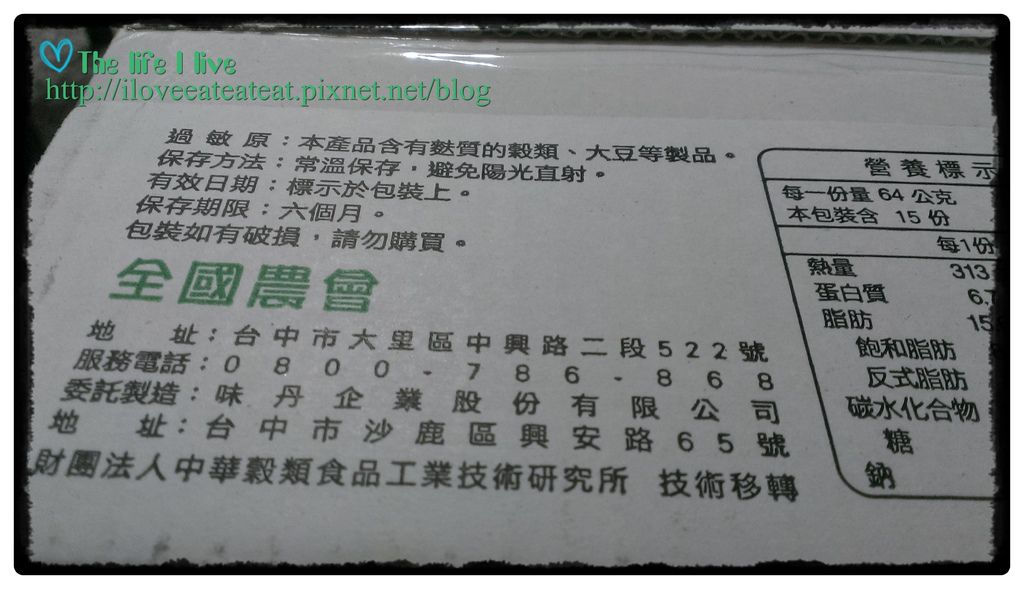 The life I live
http://iloveeateateat.pixnet.net/blog
過敏原：本產品含有麩質的穀類、大豆等製品。
保存方法：常溫保存，避免陽光直射。
有效日期：標示於包裝上。
保存期限：六個月。
包裝如有破損，請勿購買。
全國農會
地 址：台中市大里區中興路二段522號
服務電話：0800-786-868
委託製造：味丹企業股份有限公司
地 址：台中市沙鹿區興安路65號
財團法人中華穀類食品工業技術研究所 技術移轉
營養標示
每一份量 64 公克
本包裝含 15 份
每1份
熱量 313
蛋白質 6.7
脂肪 15
飽和脂肪
反式脂肪
碳水化合物
糖
鈉